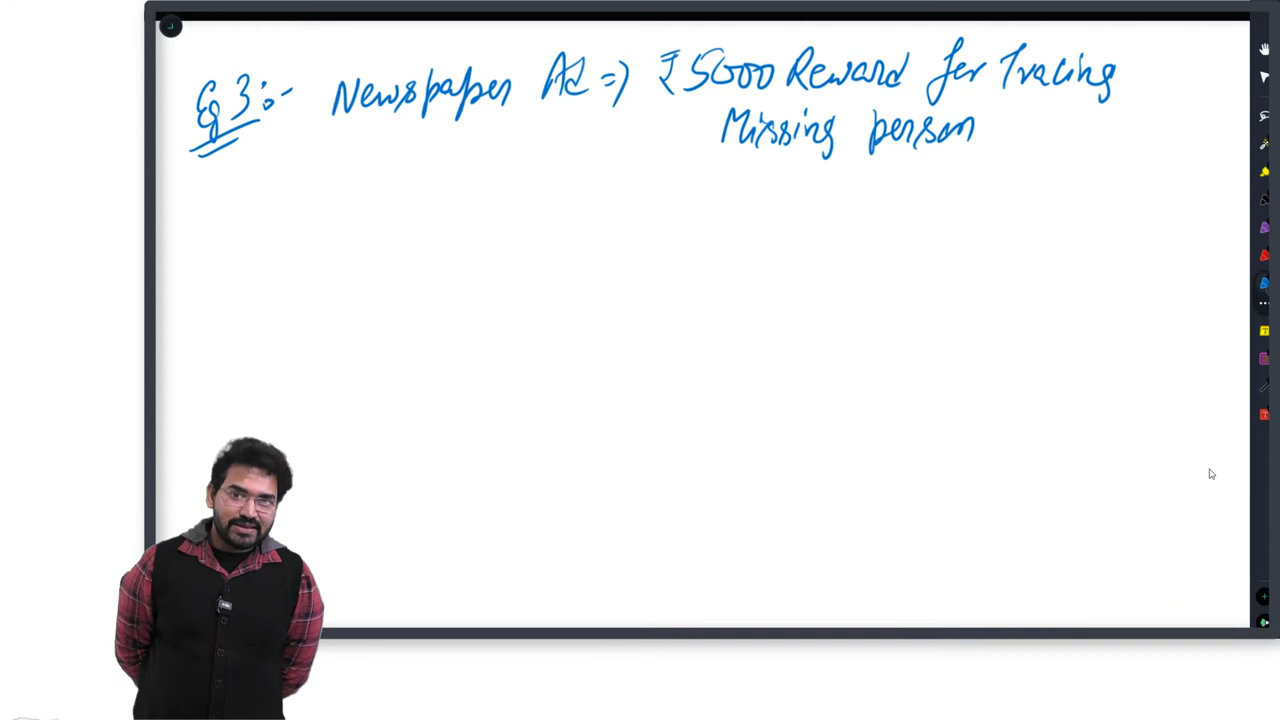 Eg 3:- Newspaper Ad => ₹5000 Reward for Tracing
Missing person